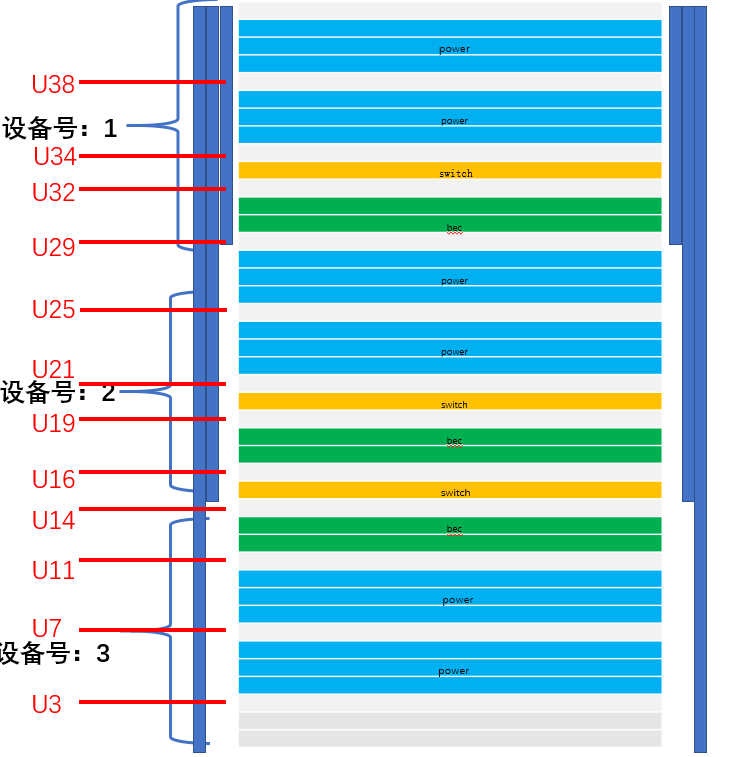 power
U38
power
设备号：1
U34
switch
U32
bec
U29
power
U25
power
U21
设备号：2
switch
U19
bec
U16
switch
U14
bec
U11
power
U7
设备号：3
power
U3